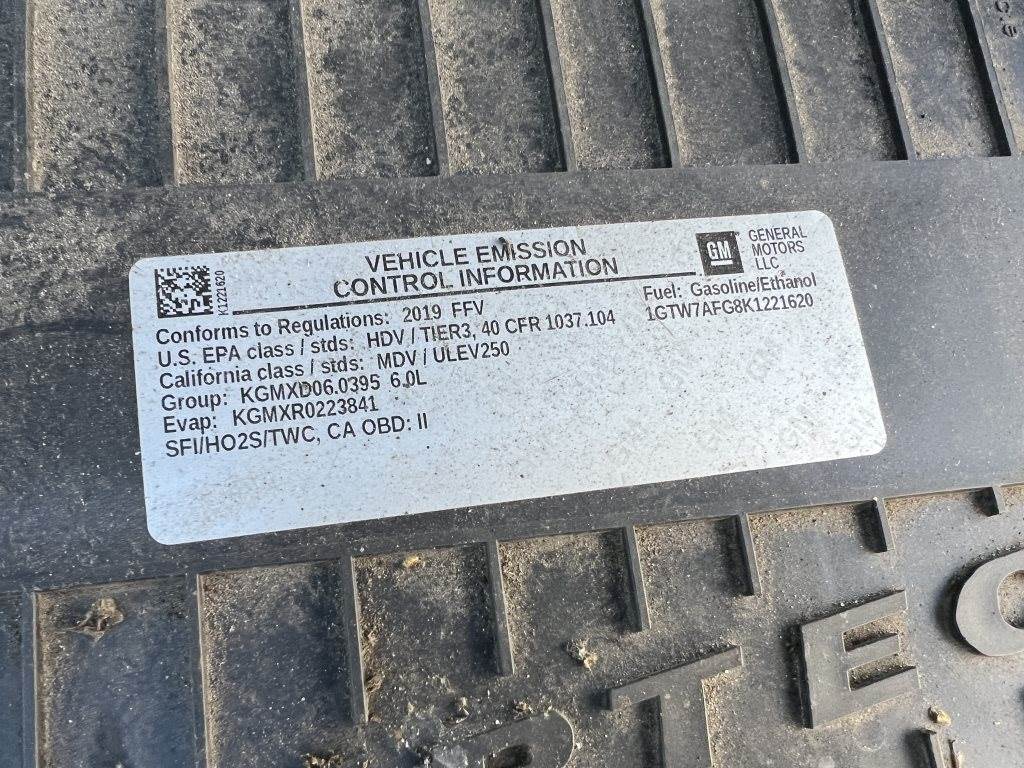 VEHICLE EMISSION
CONTROL INFORMATION
GM
GENERAL
MOTORS
LLC
K1221620
Conforms to Regulations: 2019 FFV
Fuel: Gasoline/Ethanol
U.S. EPA class / stds: HDV / TIER3, 40 CFR 1037.104
1GTW7AFG8K1221620
California class / stds: MDV / ULEV250
Group: KGMXD06.0395 6.0L
Evap: KGMXR0223841
SFI/HO2S/TWC, CA OBD: II